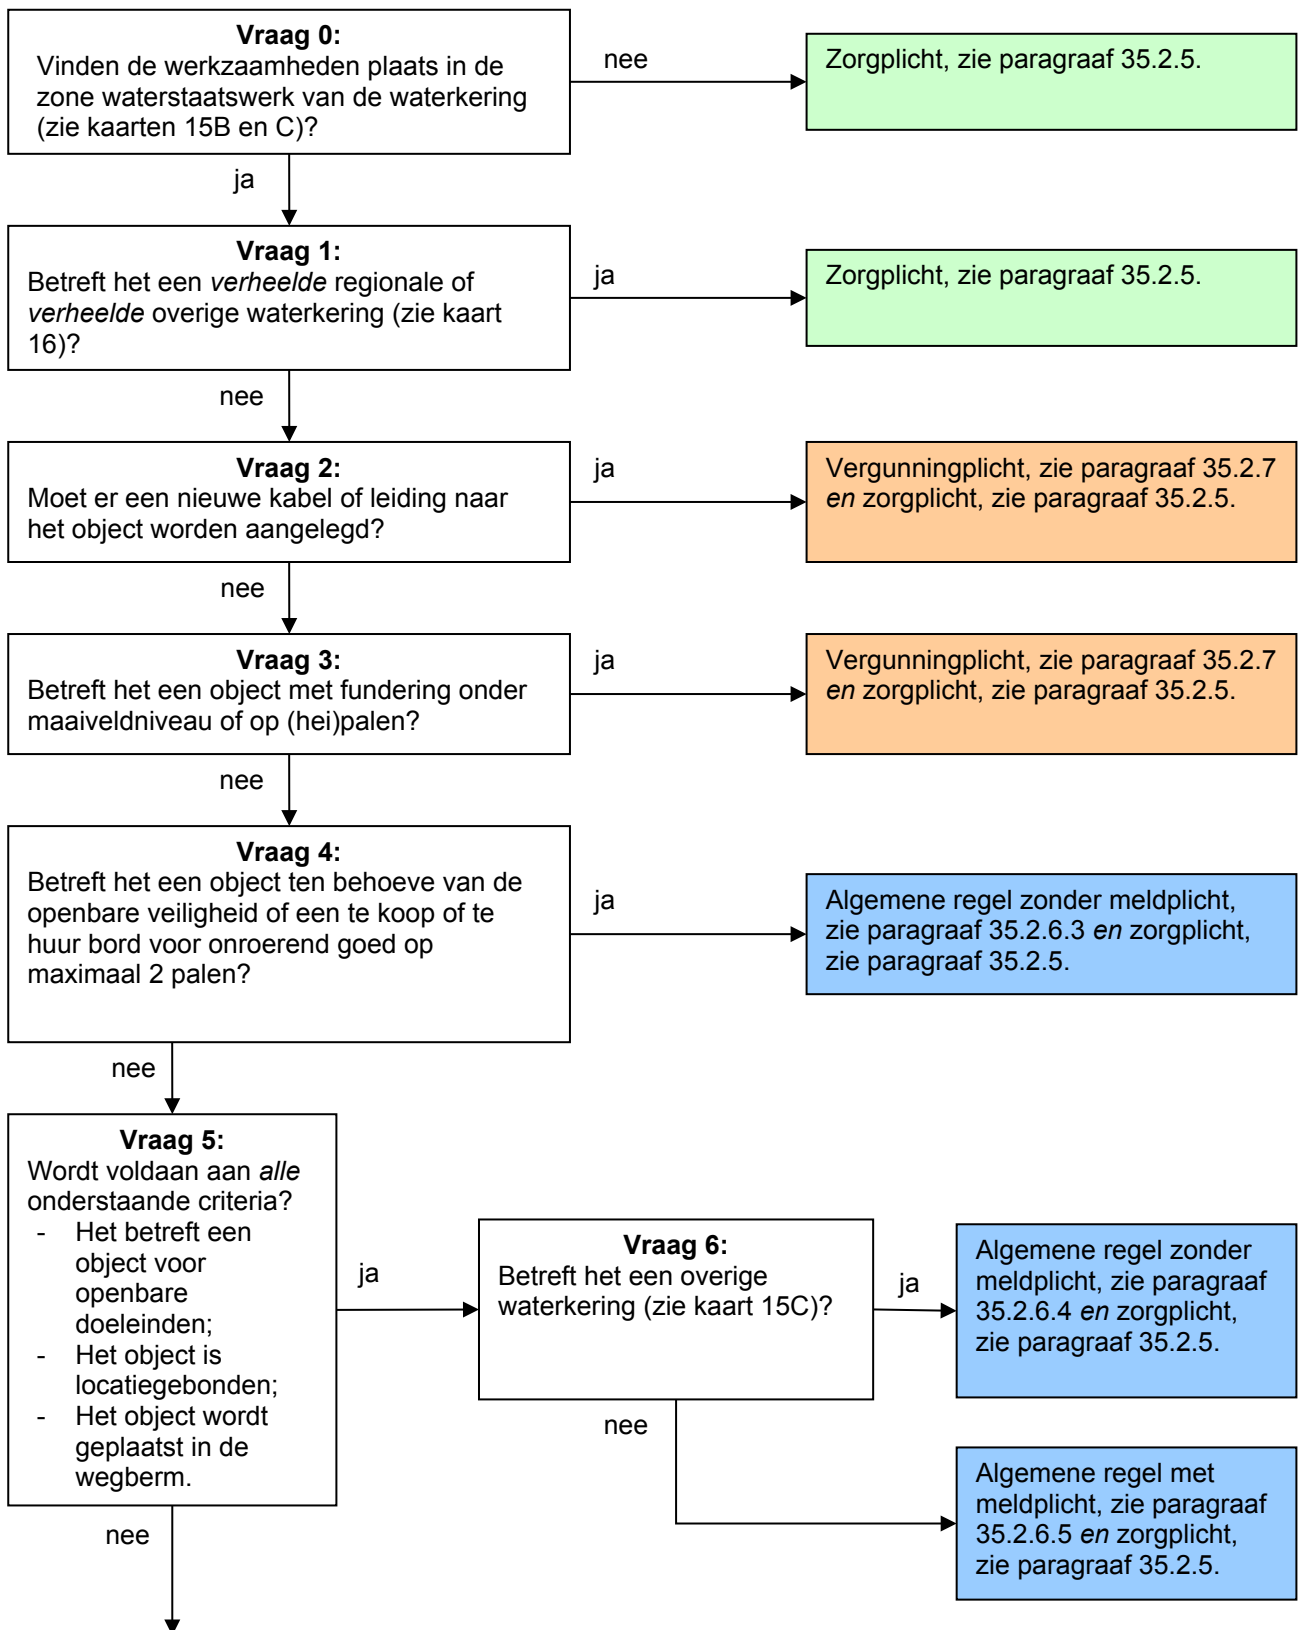 Vraag 0:
Vinden de werkzaamheden plaats in de
zone waterstaatswerk van de waterkering
(zie kaarten 15B en C)?
nee
Zorgplicht, zie paragraaf 35.2.5.
ja
Vraag 1:
Betreft het een verheelde regionale of
verheelde overige waterkering (zie kaart
16)?
ja
Zorgplicht, zie paragraaf 35.2.5.
nee
Vraag 2:
Moet er een nieuwe kabel of leiding naar
het object worden aangelegd?
ja
Vergunningplicht, zie paragraaf 35.2.7
en zorgplicht, zie paragraaf 35.2.5.
nee
Vraag 3:
Betreft het een object met fundering onder
maaiveldniveau of op (hei)palen?
ja
Vergunningplicht, zie paragraaf 35.2.7
en zorgplicht, zie paragraaf 35.2.5.
nee
Vraag 4:
Betreft het een object ten behoeve van de
openbare veiligheid of een te koop of te
huur bord voor onroerend goed op
maximaal 2 palen?
ja
Algemene regel zonder meldplicht,
zie paragraaf 35.2.6.3 en zorgplicht,
zie paragraaf 35.2.5.
nee
Vraag 5:
Wordt voldaan aan alle
onderstaande criteria?
- Het betreft een
object voor
openbare
doeleinden;
- Het object is
locatiegebonden;
- Het object wordt
geplaatst in de
wegberm.
ja
Vraag 6:
Betreft het een overige
waterkering (zie kaart 15C)?
ja
Algemene regel zonder
meldplicht, zie paragraaf
35.2.6.4 en zorgplicht,
zie paragraaf 35.2.5.
nee
Algemene regel met
meldplicht, zie paragraaf
35.2.6.5 en zorgplicht,
zie paragraaf 35.2.5.
nee